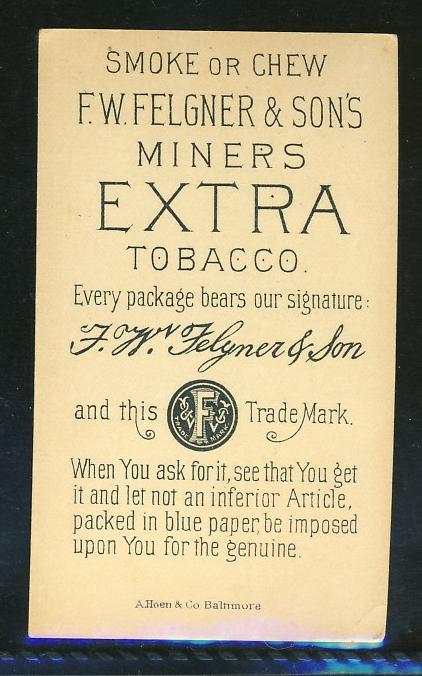 SMOKE OR CHEW
F. W. FELGNER & SON'S
MINERS
EXTRA
TOBACCO.
Every package bears our signature:
F. W. Felgner & Son
and this
F
TRADE MARK
Trade Mark.
When You ask for it, see that You get
it and let not an inferior Article,
packed in blue paper, be imposed
upon You for the genuine.
A. Hoen & Co Baltimore